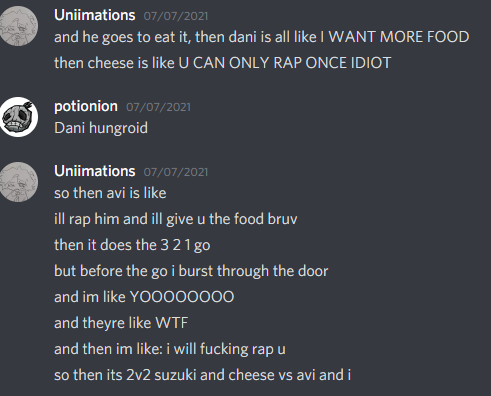 Uniimations 07/07/2021
and he goes to eat it, then dani is all like I WANT MORE FOOD
then cheese is like U CAN ONLY RAP ONCE IDIOT
potionion 07/07/2021
Dani hungroid
Uniimations 07/07/2021
so then avi is like
ill rap him and ill give u the food bruv
then it does the 3 2 1 go
but before the go i burst through the door
and im like YOOOOOOOO
and theyre like WTF
and then im like: i will fucking rap u
so then its 2v2 suzuki and cheese vs avi and i